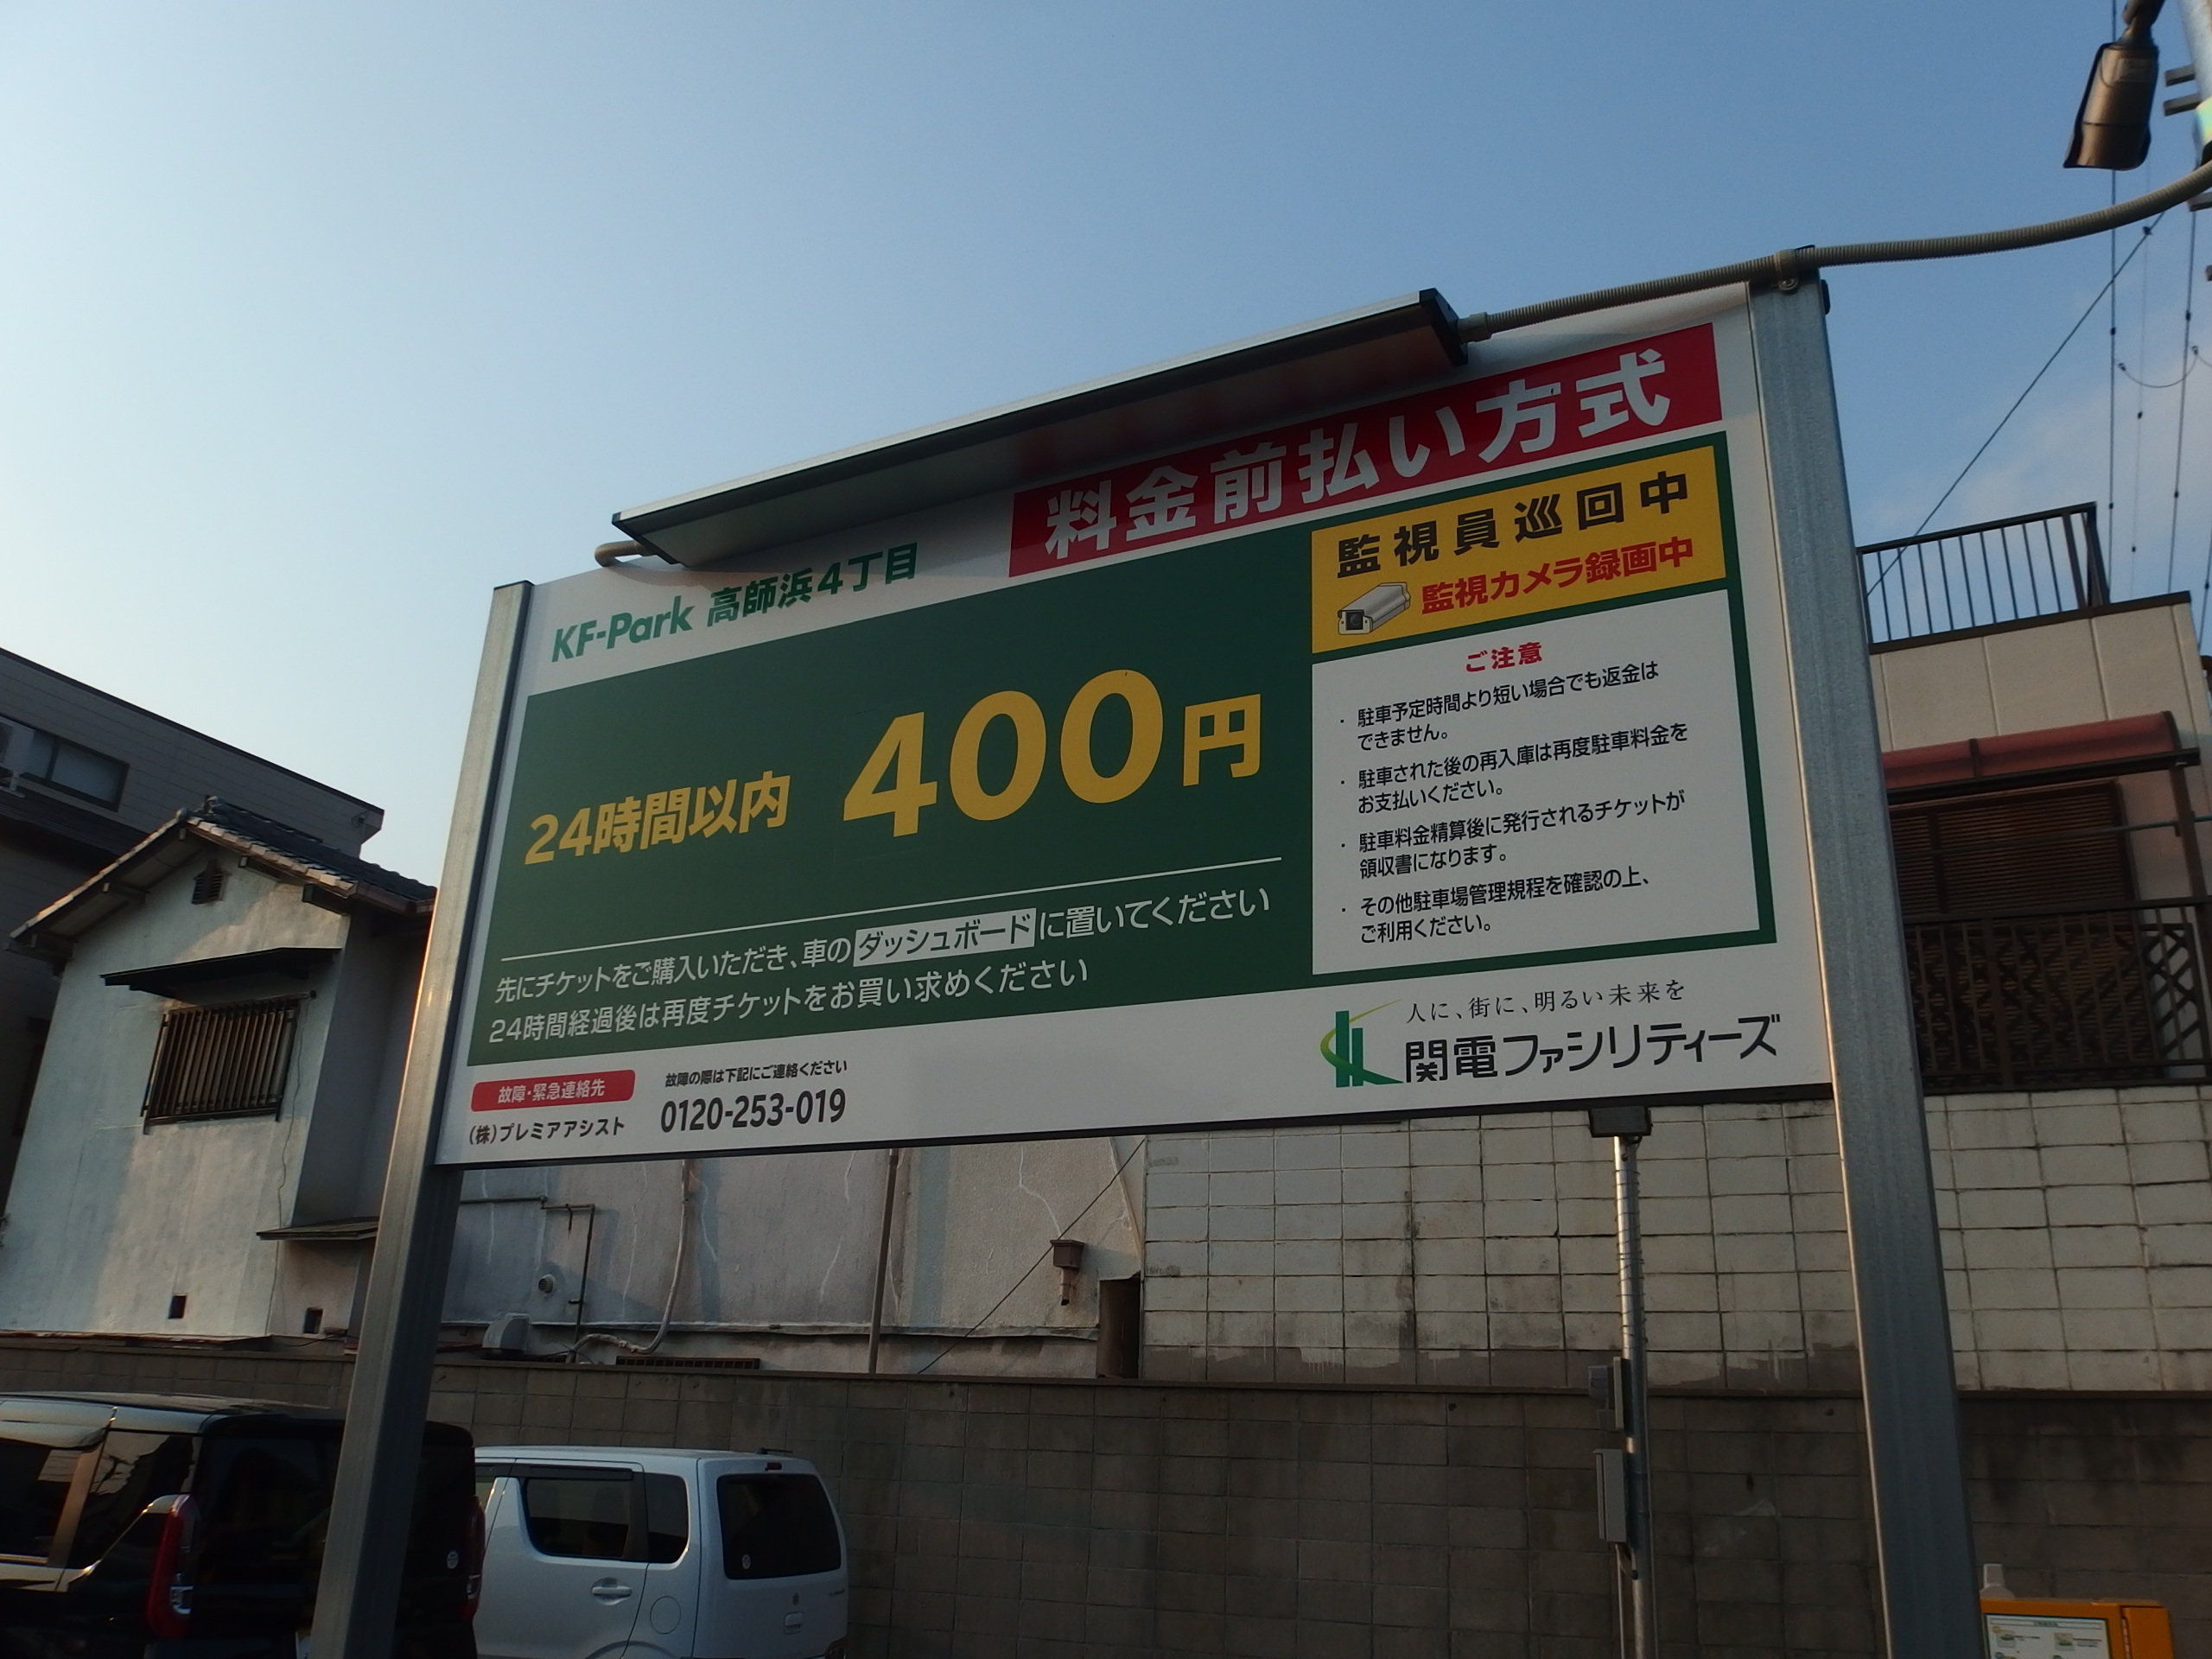 料金前払い方式
KF-Park 高師浜4丁目
24時間以内 400円
先にチケットをご購入いただき、車のダッシュボードに置いてください
24時間経過後は再度チケットをお買い求めください
監視員巡回中
監視カメラ録画中
ご注意
・ 駐車予定時間より短い場合でも返金は
できません。
・ 駐車された後の再入庫は再度駐車料金を
お支払いください。
・ 駐車料金精算後に発行されるチケットが
領収書になります。
・ その他駐車場管理規程を確認の上、
ご利用ください。
故障・緊急連絡先
(株)プレミアアシスト
故障の際は下記にご連絡ください
0120-253-019
人に、街に、明るい未来を
関電ファシリティーズ